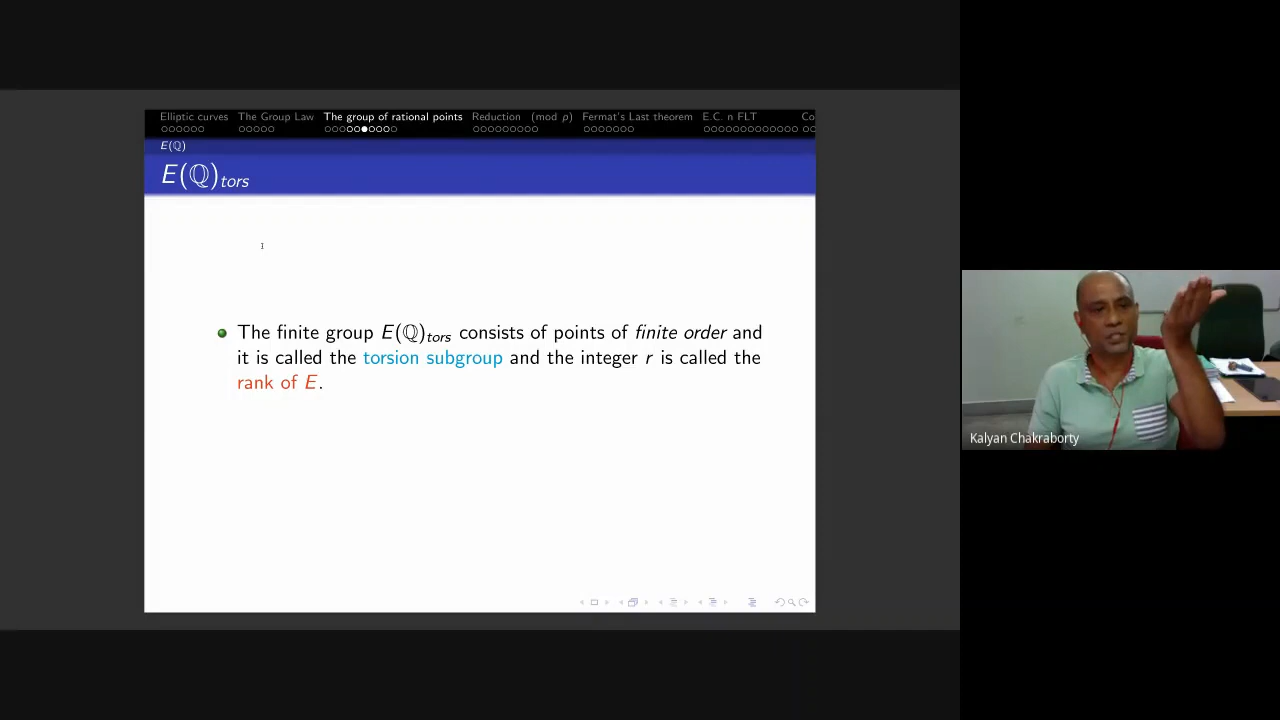 Elliptic curves The Group Law The group of rational points Reduction (mod p) Fermat's Last theorem E.C. n FLT Co
E(ℚ)
E(ℚ)tors
The finite group E(ℚ)tors consists of points of finite order and
it is called the torsion subgroup and the integer r is called the
rank of E.
Kalyan Chakraborty